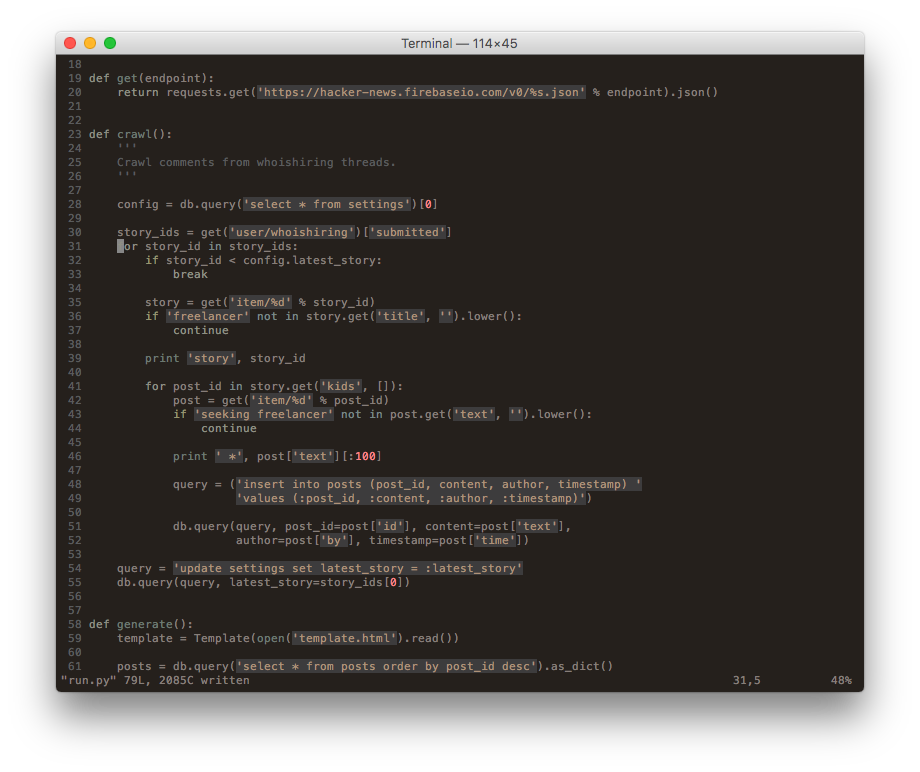 Terminal — 114×45
18
19 def get(endpoint):
20     return requests.get('https://hacker-news.firebaseio.com/v0/%s.json' % endpoint).json()
21
22
23 def crawl():
24     '''
25     Crawl comments from whoishiring threads.
26     '''
27
28     config = db.query('select * from settings')[0]
29
30     story_ids = get('user/whoishiring')['submitted']
31     or story_id in story_ids:
32         if story_id < config.latest_story:
33             break
34
35         story = get('item/%d' % story_id)
36         if 'freelancer' not in story.get('title', '').lower():
37             continue
38
39         print 'story', story_id
40
41         for post_id in story.get('kids', []):
42             post = get('item/%d' % post_id)
43             if 'seeking freelancer' not in post.get('text', '').lower():
44                 continue
45
46             print ' *', post['text'][:100]
47
48             query = ('insert into posts (post_id, content, author, timestamp) '
49                      'values (:post_id, :content, :author, :timestamp)')
50
51             db.query(query, post_id=post['id'], content=post['text'],
52                      author=post['by'], timestamp=post['time'])
53
54     query = 'update settings set latest_story = :latest_story'
55     db.query(query, latest_story=story_ids[0])
56
57
58 def generate():
59     template = Template(open('template.html').read())
60
61     posts = db.query('select * from posts order by post_id desc').as_dict()
"run.py" 79L, 2085C written 31,5 48%